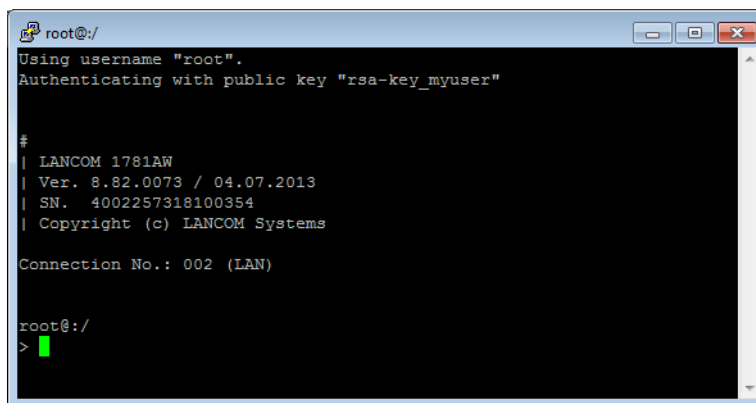 root@:/
Using username "root".
Authenticating with public key "rsa-key_myuser"
#
| LANCOM 1781AW
| Ver. 8.82.0073 / 04.07.2013
| SN.  4002257318100354
| Copyright (c) LANCOM Systems
Connection No.: 002 (LAN)
root@:/
>